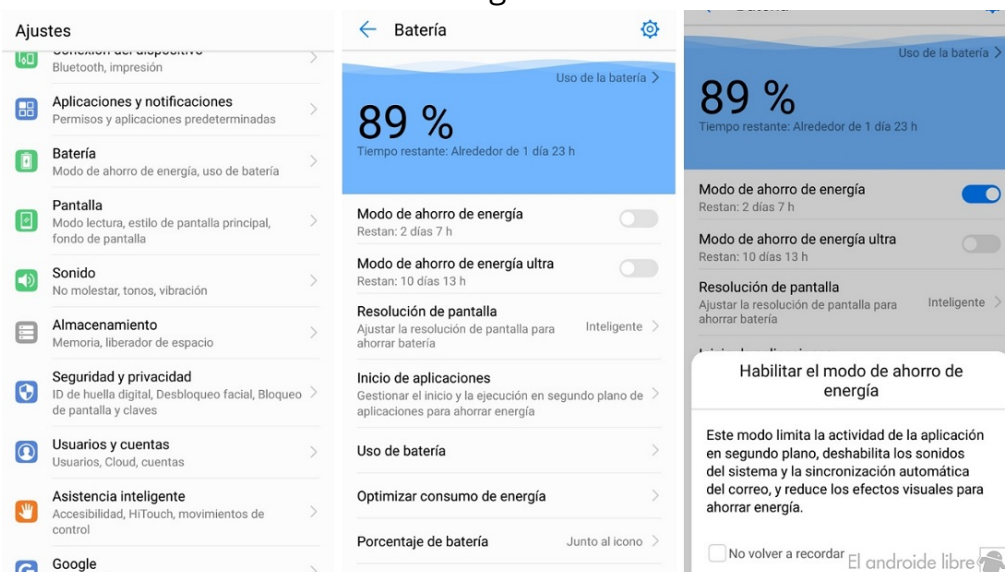 Ajustes
Bluetooth, impresión
Aplicaciones y notificaciones
Permisos y aplicaciones predeterminadas
Batería
Modo de ahorro de energía, uso de batería
Pantalla
Modo lectura, estilo de pantalla principal,
fondo de pantalla
Sonido
No molestar, tonos, vibración
Almacenamiento
Memoria, liberador de espacio
Seguridad y privacidad
ID de huella digital, Desbloqueo facial, Bloqueo
de pantalla y claves
Usuarios y cuentas
Usuarios, Cloud, cuentas
Asistencia inteligente
Accesibilidad, HiTouch, movimientos de
control
Google
Batería
Uso de la batería
89 %
Tiempo restante: Alrededor de 1 día 23 h
Modo de ahorro de energía
Restan: 2 días 7 h
Modo de ahorro de energía ultra
Restan: 10 días 13 h
Resolución de pantalla
Ajustar la resolución de pantalla para
ahorrar batería
Inteligente
Inicio de aplicaciones
Gestionar el inicio y la ejecución en segundo plano de
aplicaciones para ahorrar energía
Uso de batería
Optimizar consumo de energía
Porcentaje de batería
Junto al icono
Uso de la batería
89 %
Tiempo restante: Alrededor de 1 día 23 h
Modo de ahorro de energía
Restan: 2 días 7 h
Modo de ahorro de energía ultra
Restan: 10 días 13 h
Resolución de pantalla
Ajustar la resolución de pantalla para
ahorrar batería
Inteligente
Habilitar el modo de ahorro de
energía
Este modo limita la actividad de la aplicación
en segundo plano, deshabilita los sonidos
del sistema y la sincronización automática
del correo, y reduce los efectos visuales para
ahorrar energía.
No volver a recordar
El androide libre